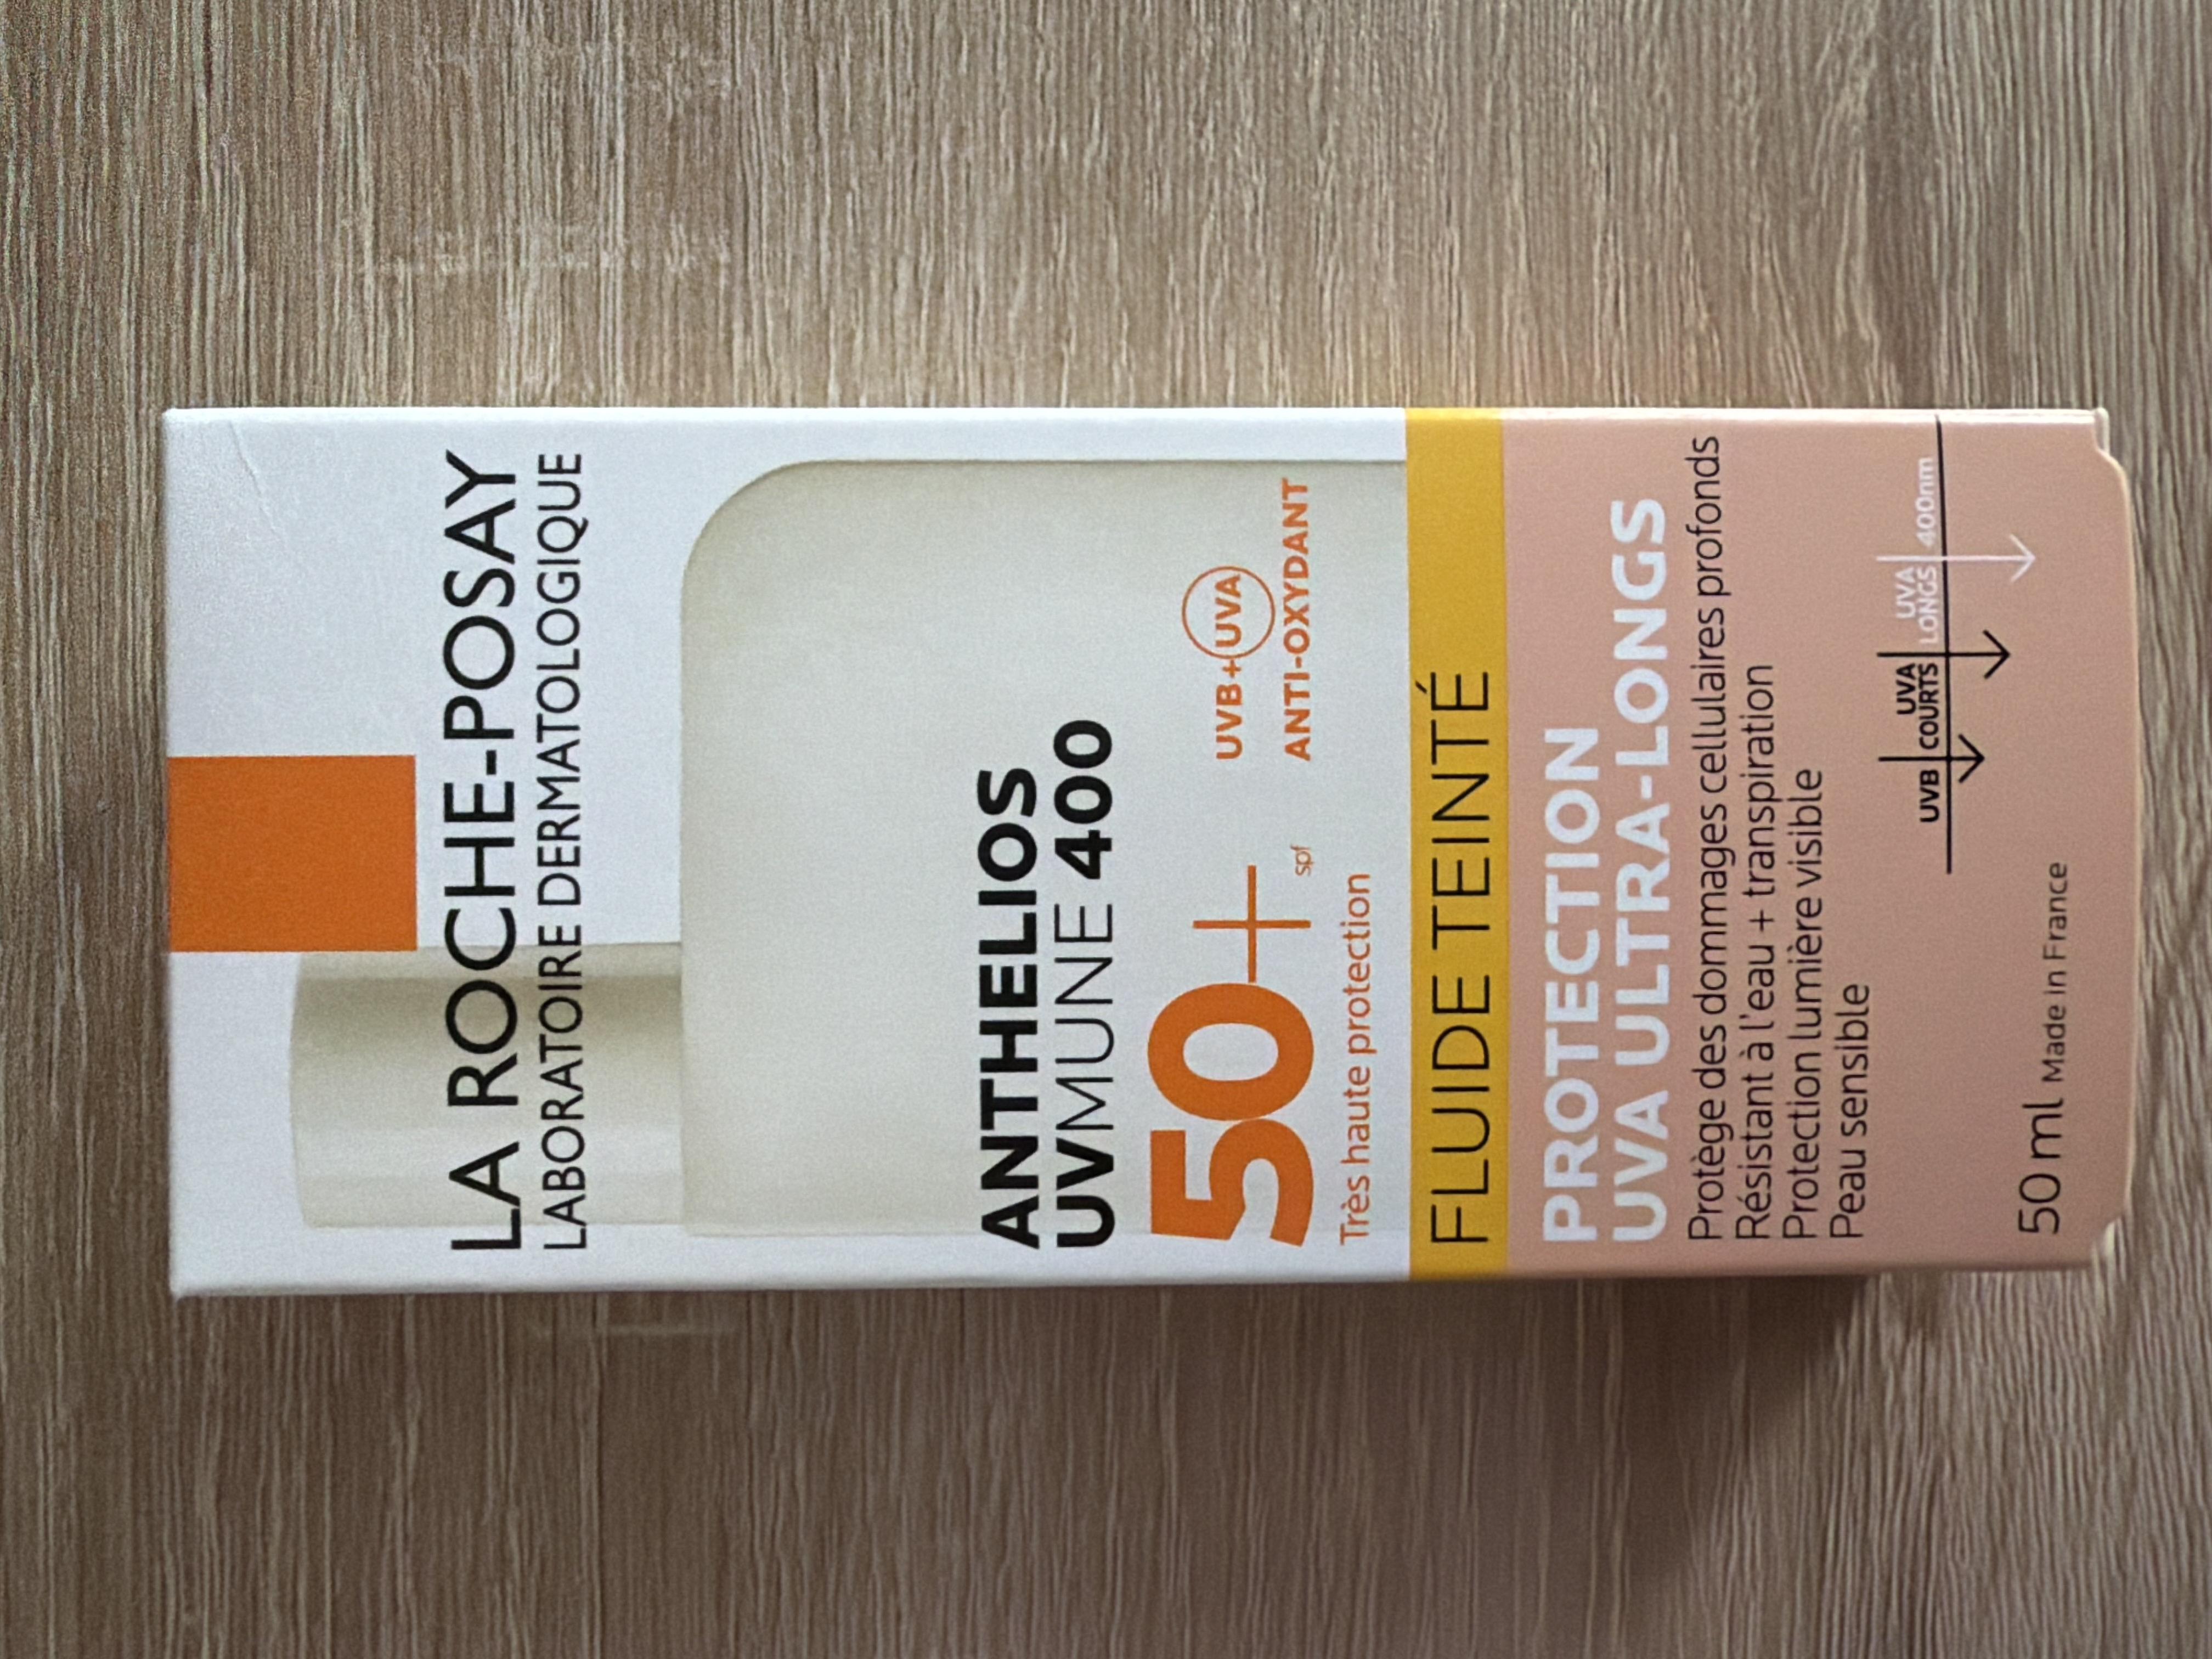 LA ROCHE-POSAY
LABORATOIRE DERMATOLOGIQUE
ANTHELIOS
UVMUNE 400
50+
spf
UVB+UVA
ANTI-OXYDANT
Très haute protection
FLUIDE TEINTÉ
PROTECTION
UVA ULTRA-LONGS
Protège des dommages cellulaires profonds
Résistant à l'eau + transpiration
Protection lumière visible
Peau sensible
UVB
UVA
COURTS
UVA
LONGS
400nm
50 ml Made in France